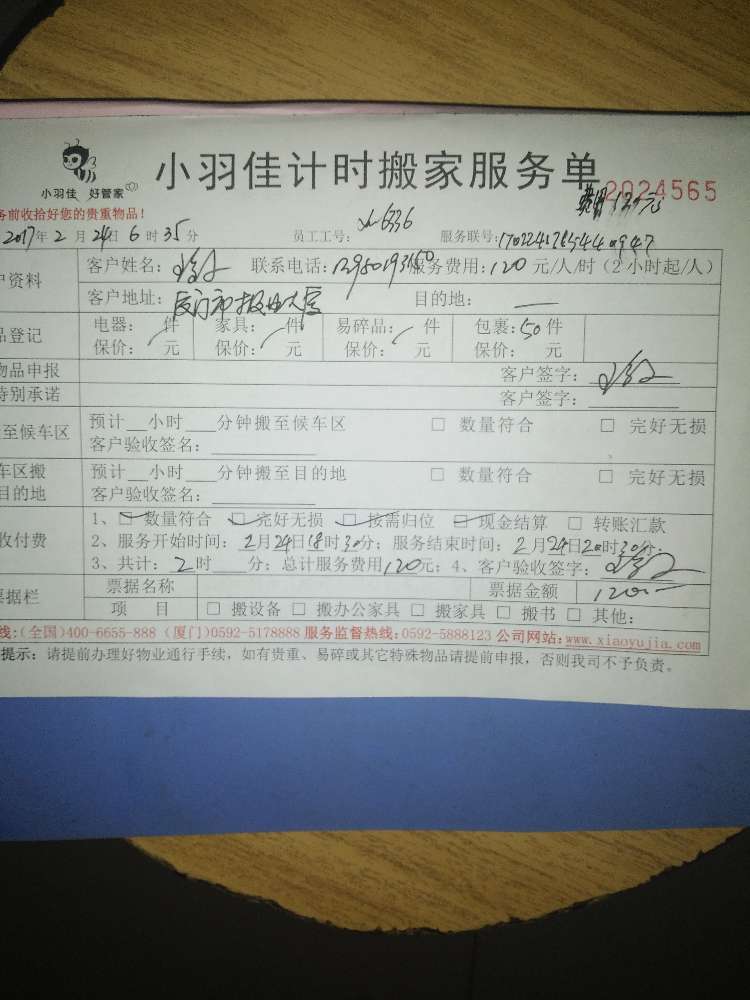 小羽佳计时搬家服务单
小羽佳 好管家
2024565
务前收拾好您的贵重物品!
2017年2月24日6时35分 员工工号: 服务联号:
户资料 客户姓名: 联系电话: 服务费用:120元/人/时(2小时起/人)
客户地址:厦门市报业大厦 目的地:
品登记 电器: 件 家具: 件 易碎品: 件 包裹:50件
保价: 元 保价: 元 保价: 元 保价: 元
物品申报 客户签字:
特别承诺 客户签字:
至候车区 预计__小时__分钟搬至候车区 □ 数量符合 □ 完好无损
客户验收签名:
车区搬 预计__小时__分钟搬至目的地 □ 数量符合 □ 完好无损
目的地 客户验收签名:
收付费 1、□数量符合 □完好无损 □按需归位 □现金结算 □ 转账汇款
2、服务开始时间:2月24日18时30分;服务结束时间:2月24日20时30分.
3、共计:2时__分;总计服务费用120元;4、客户验收签字:
票据栏 票据名称 票据金额 120
项 目 □ 搬设备 □ 搬办公家具 □ 搬家具 □ 搬书 □ 其他:
线:(全国)400-6655-888 (厦门)0592-5178888 服务监督热线:0592-5888123 公司网站:www.xiaoyujia.com
提示:请提前办理好物业通行手续,如有贵重、易碎或其它特殊物品请提前申报,否则我司不予负责。